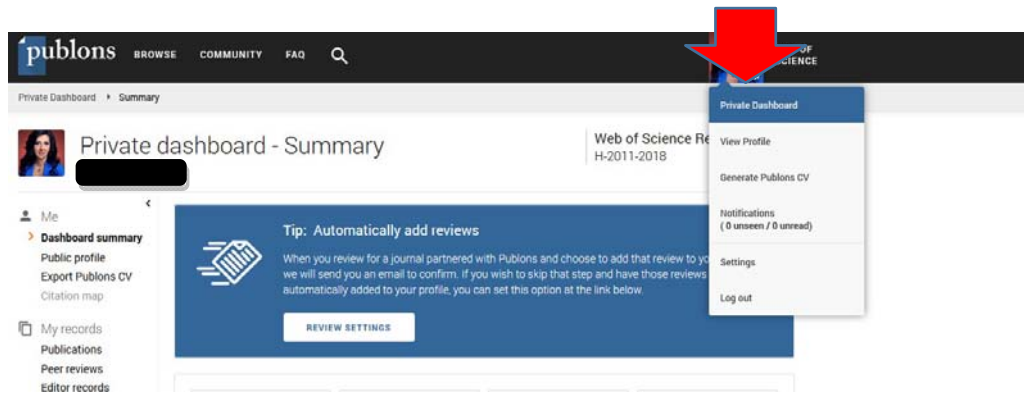 publons BROWSE COMMUNITY FAQ
OF
SCIENCE
Private Dashboard Summary
Private dashboard - Summary
Web of Science Re
H-2011-2018
Private Dashboard
View Profile
Generate Publons CV
Notifications
( 0 unseen / 0 unread)
Settings
Log out
Me
Dashboard summary
Public profile
Export Publons CV
Citation map
My records
Publications
Peer reviews
Editor records
Tip: Automatically add reviews
When you review for a journal partnered with Publons and choose to add that review to yo
we will send you an email to confirm. If you wish to skip that step and have those reviews
automatically added to your profile, you can set this option at the link below.
REVIEW SETTINGS